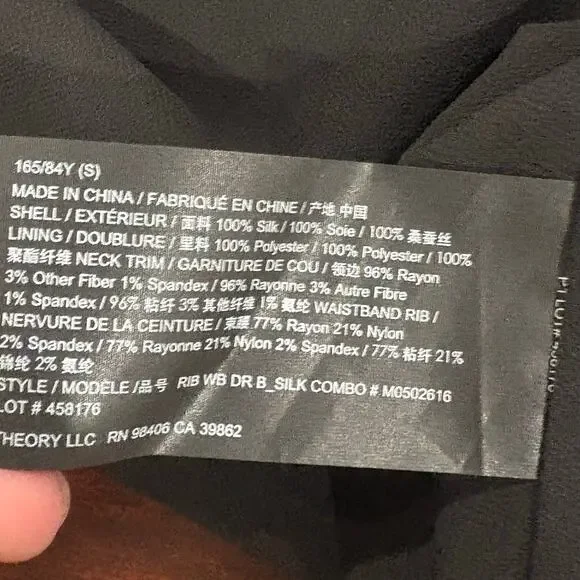 165/84Y (S)
MADE IN CHINA / FABRIQUÉ EN CHINE / 产地 中国
SHELL / EXTÉRIEUR / 面料 100% Silk / 100% Soie / 100% 桑蚕丝
LINING / DOUBLURE / 里料 100% Polyester / 100% Polyester / 100%
聚酯纤维 NECK TRIM / GARNITURE DE COU / 领边 96% Rayon
3% Other Fiber 1% Spandex / 96% Rayonne 3% Autre Fibre
1% Spandex / 96% 粘纤 3% 其他纤维 1% 氨纶 WAISTBAND RIB /
NERVURE DE LA CEINTURE / 束腰 77% Rayon 21% Nylon
2% Spandex / 77% Rayonne 21% Nylon 2% Spandex / 77% 粘纤 21%
锦纶 2% 氨纶
STYLE / MODÈLE /品号 RIB WB DR B_SILK COMBO # M0502616
LOT # 458176
THEORY LLC RN 98406 CA 39862